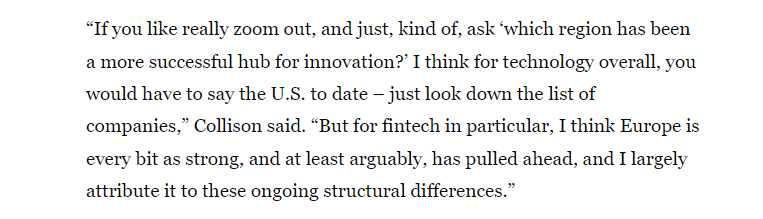 “If you like really zoom out, and just, kind of, ask ‘which region has been
a more successful hub for innovation?’ I think for technology overall, you
would have to say the U.S. to date – just look down the list of
companies,” Collison said. “But for fintech in particular, I think Europe is
every bit as strong, and at least arguably, has pulled ahead, and I largely
attribute it to these ongoing structural differences.”